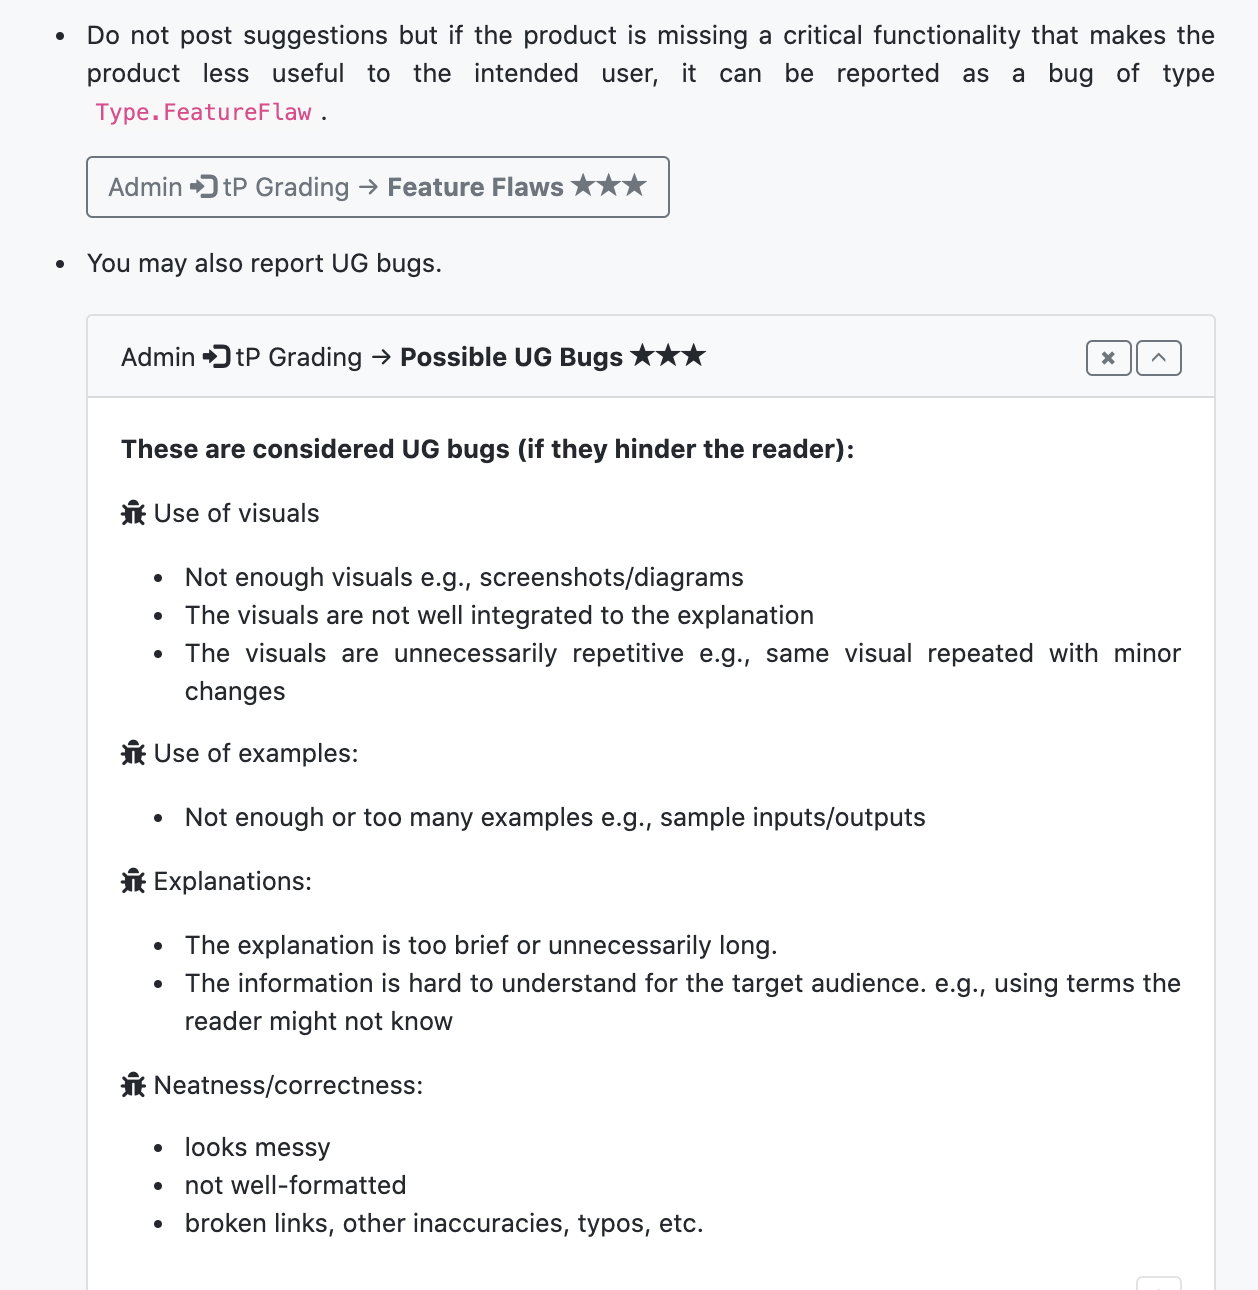 Do not post suggestions but if the product is missing a critical functionality that makes the
product less useful to the intended user, it can be reported as a bug of type
Type.FeatureFlaw .
Admin tP Grading → Feature Flaws ★★★
You may also report UG bugs.
Admin tP Grading → Possible UG Bugs ★★★
These are considered UG bugs (if they hinder the reader):
Use of visuals
Not enough visuals e.g., screenshots/diagrams
The visuals are not well integrated to the explanation
The visuals are unnecessarily repetitive e.g., same visual repeated with minor
changes
Use of examples:
Not enough or too many examples e.g., sample inputs/outputs
Explanations:
The explanation is too brief or unnecessarily long.
The information is hard to understand for the target audience. e.g., using terms the
reader might not know
Neatness/correctness:
looks messy
not well-formatted
broken links, other inaccuracies, typos, etc.